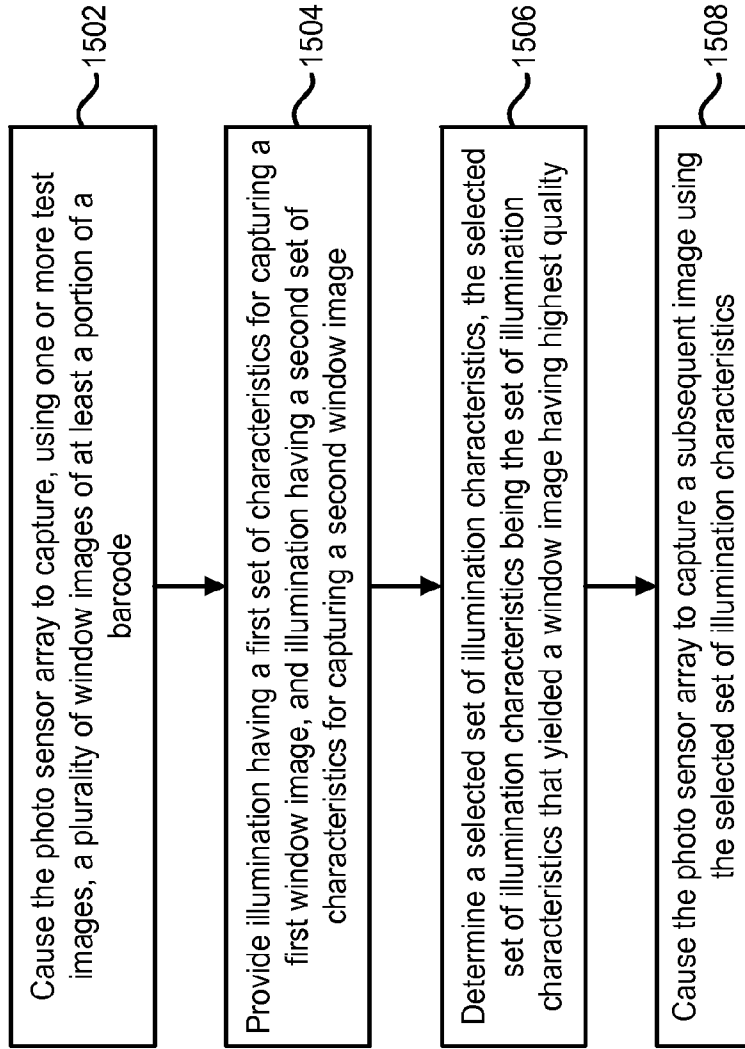 Cause the photo sensor array to capture, using one or more test
images, a plurality of window images of at least a portion of a
barcode
1502
Provide illumination having a first set of characteristics for capturing a
first window image, and illumination having a second set of
characteristics for capturing a second window image
1504
Determine a selected set of illumination characteristics, the selected
set of illumination characteristics being the set of illumination
characteristics that yielded a window image having highest quality
1506
Cause the photo sensor array to capture a subsequent image using
the selected set of illumination characteristics
1508